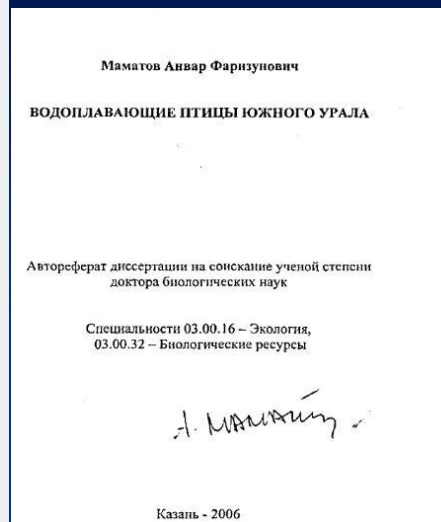 Маматов Анвар Фаризунович
ВОДОПЛАВАЮЩИЕ ПТИЦЫ ЮЖНОГО УРАЛА
Автореферат диссертации на соискание ученой степени
доктора биологических наук
Специальности 03.00.16 – Экология,
03.00.32 – Биологические ресурсы
А. Маматов
Казань - 2006